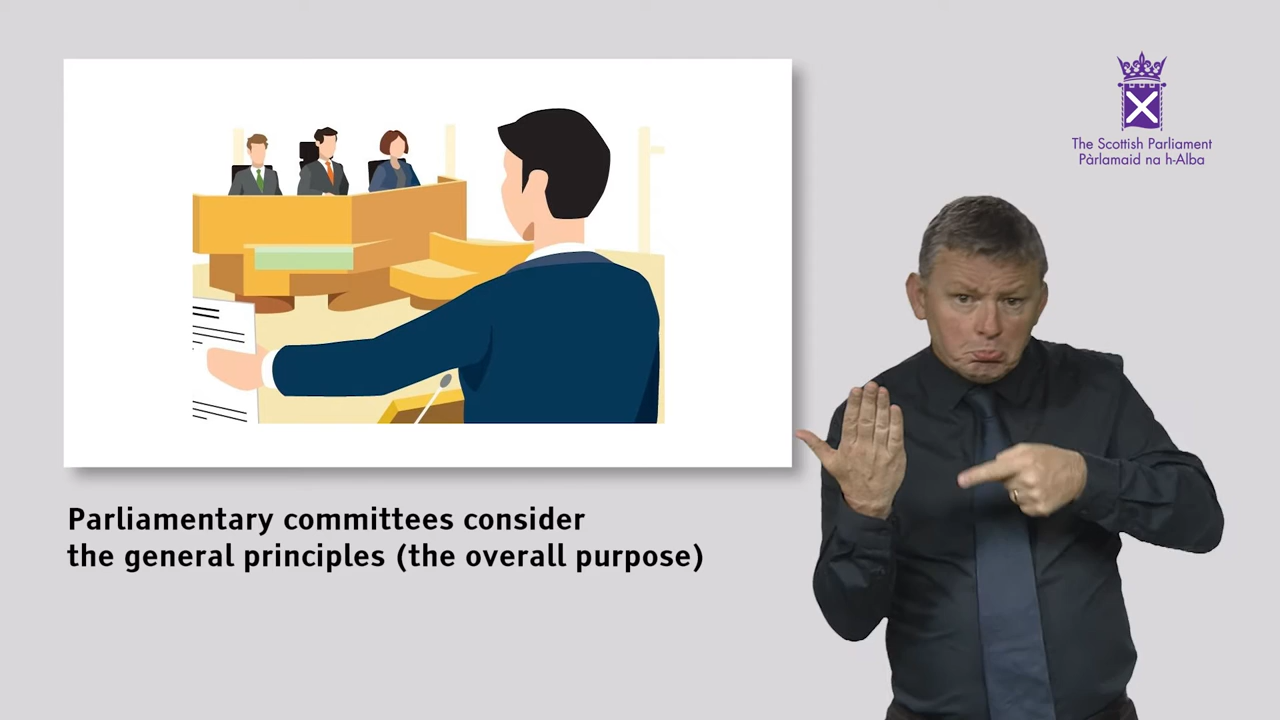 The Scottish Parliament
Pàrlamaid na h-Alba
Parliamentary committees consider
the general principles (the overall purpose)